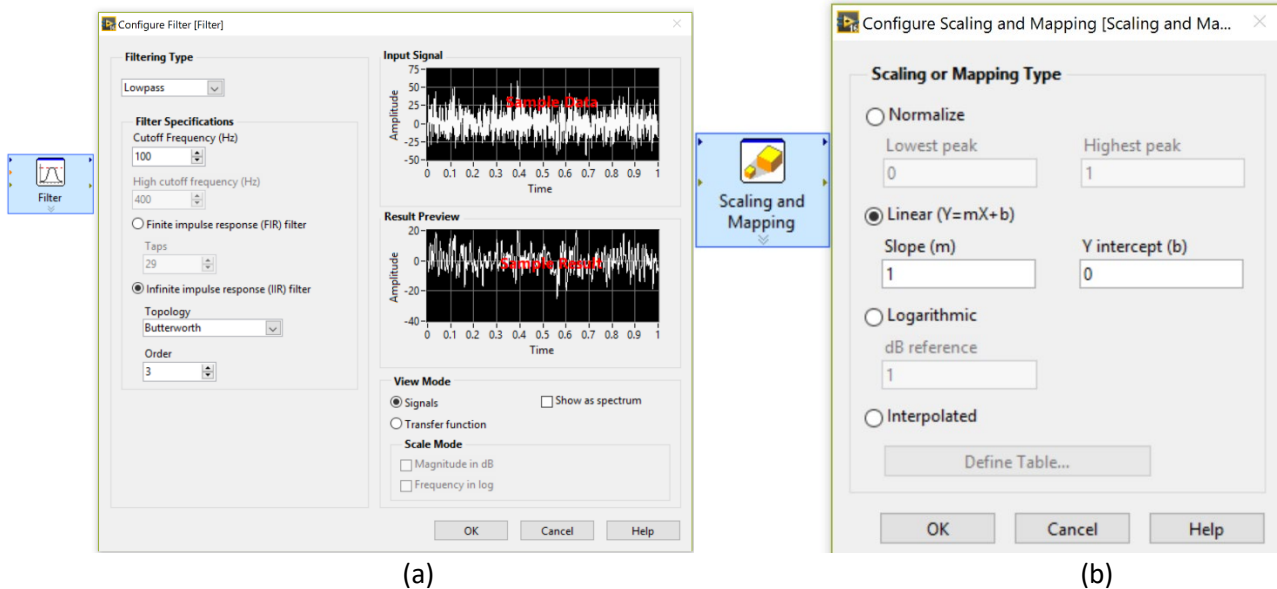 Filter
Configure Filter [Filter]
Filtering Type
Lowpass
Filter Specifications
Cutoff Frequency (Hz)
100
High cutoff frequency (Hz)
400
Finite impulse response (FIR) filter
Taps
29
Infinite impulse response (IIR) filter
Topology
Butterworth
Order
3
Input Signal
75
50
25
0
-25
-50
Amplitude
Sample Data
0 0.1 0.2 0.3 0.4 0.5 0.6 0.7 0.8 0.9 1
Time
Result Preview
20
0
-20
-40
Amplitude
Sample Result
0 0.1 0.2 0.3 0.4 0.5 0.6 0.7 0.8 0.9 1
Time
View Mode
Signals Show as spectrum
Transfer function
Scale Mode
Magnitude in dB
Frequency in log
OK Cancel Help
(a)
Scaling and
Mapping
Configure Scaling and Mapping [Scaling and Ma...
Scaling or Mapping Type
Normalize
Lowest peak Highest peak
0 1
Linear (Y=mX+b)
Slope (m) Y intercept (b)
1 0
Logarithmic
dB reference
1
Interpolated
Define Table...
OK Cancel Help
(b)